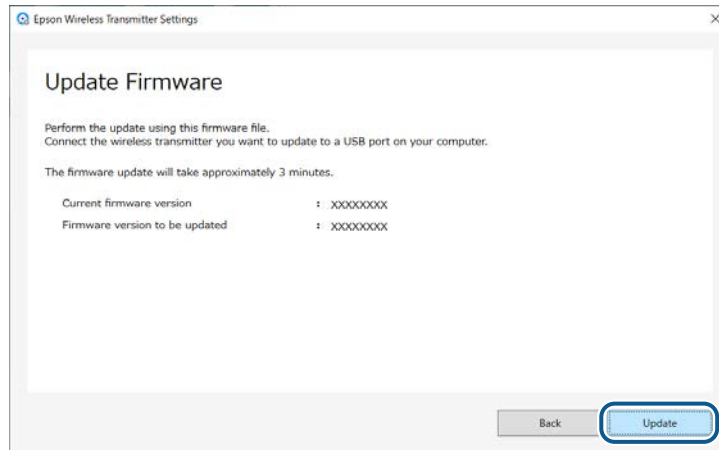 Epson Wireless Transmitter Settings
Update Firmware
Perform the update using this firmware file.
Connect the wireless transmitter you want to update to a USB port on your computer.
The firmware update will take approximately 3 minutes.
Current firmware version : XXXXXXXX
Firmware version to be updated : XXXXXXXX
Back Update